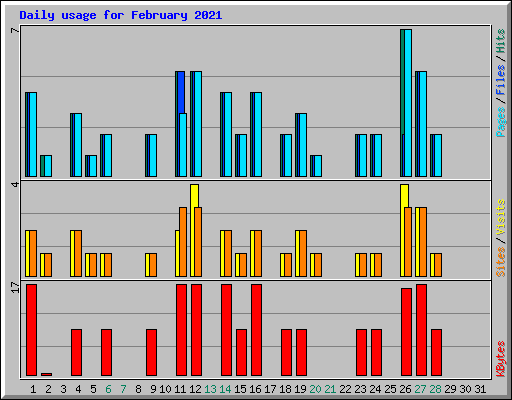 Daily usage for February 2021
7
Pages / Files / Hits
4
Sites / Visits
17
KBytes
1 2 3 4 5 6 7 8 9 10 11 12 13 14 15 16 17 18 19 20 21 22 23 24 25 26 27 28 29 30 31